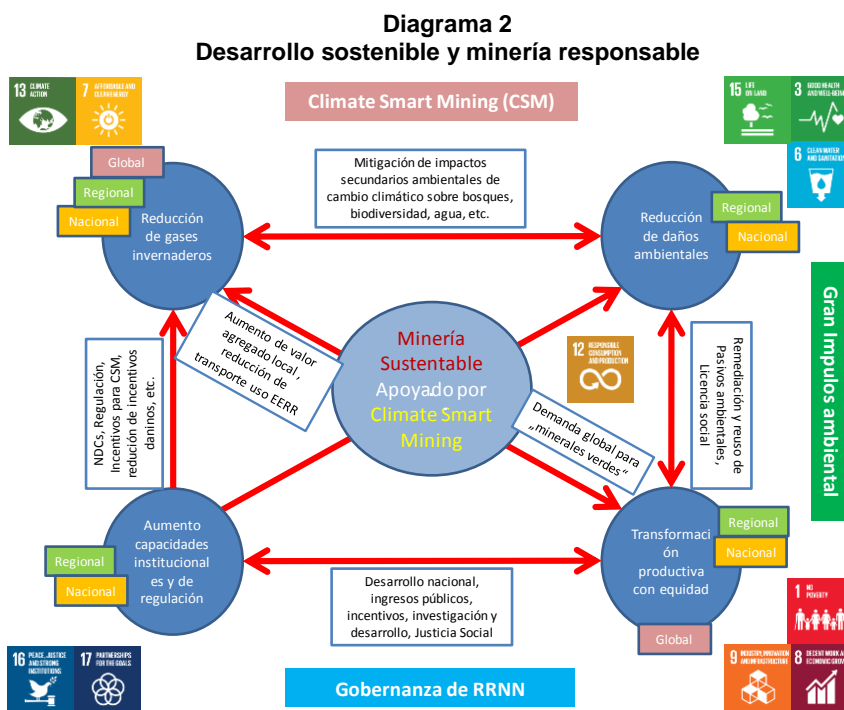 Diagrama 2
Desarrollo sostenible y minería responsable
13 CLIMATE
ACTION
7 AFFORDABLE AND
CLEAN ENERGY
Climate Smart Mining (CSM)
15 LIFE
ON LAND
3 GOOD HEALTH
AND WELL-BEING
6 CLEAN WATER
AND SANITATION
Global
Regional
Nacional
Reducción
de gases
invernaderos
Mitigación de impactos
secundarios ambientales de
cambio climático sobre bosques,
biodiversidad, agua, etc.
Reducción
de daños
ambientales
Regional
Nacional
Gran Impulos ambiental
NDCs, Regulación,
Incentivos para CSM,
redución de incentivos
daninos, etc.
Aumento de valor
agregado local,
reducción de
transporte uso EERR
Minería
Sustentable
Apoyado por
Climate Smart
Mining
12 RESPONSIBLE
CONSUMPTION
AND PRODUCTION
Demanda global para
„minerales verdes“
Remediación y reuso de
Pasivos ambientales,
Licencia social
Regional
Nacional
Aumento
capacidades
institucional
es y de
regulación
Desarrollo nacional,
ingresos públicos,
incentivos, investigación y
desarrollo, Justicia Social
Transformaci
ón
productiva
con equidad
Regional
Nacional
Global
16 PEACE, JUSTICE
AND STRONG
INSTITUTIONS
17 PARTNERSHIPS
FOR THE GOALS
Gobernanza de RRNN
1 NO
POVERTY
9 INDUSTRY, INNOVATION
AND INFRASTRUCTURE
8 DECENT WORK A
ECONOMIC GROW